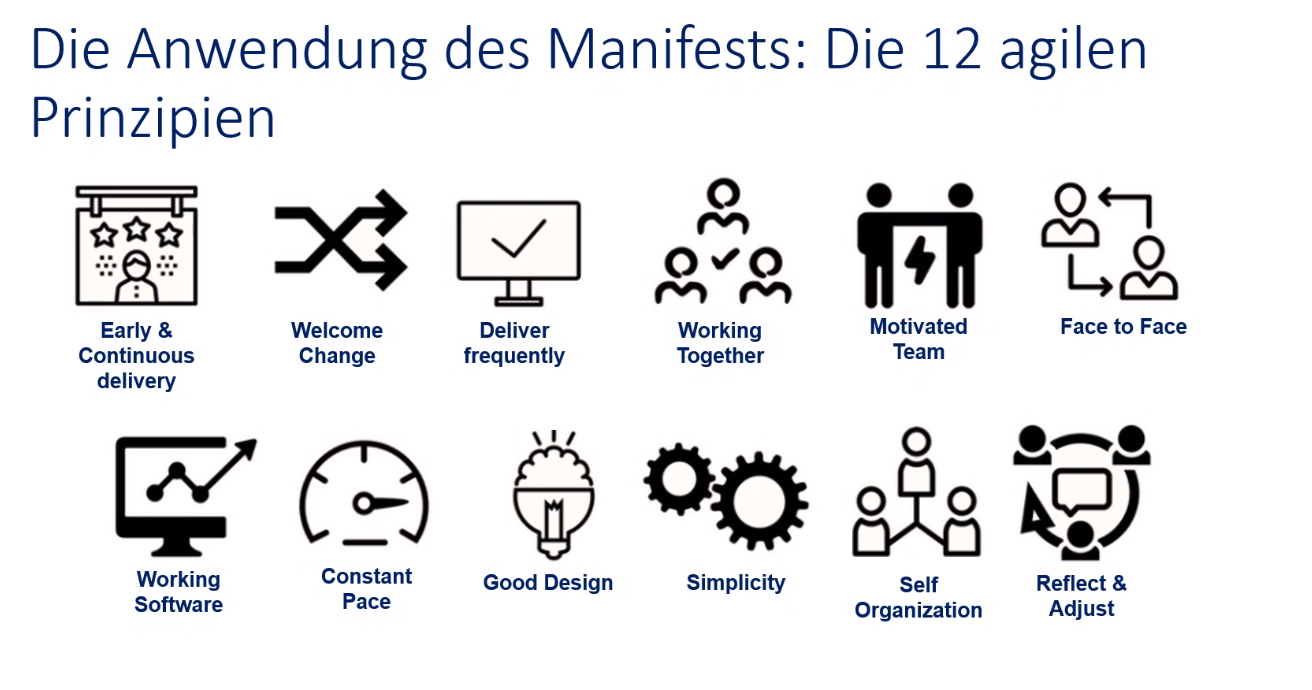 Die Anwendung des Manifests: Die 12 agilen
Prinzipien
Early &
Continuous
delivery
Welcome
Change
Deliver
frequently
Working
Together
Motivated
Team
Face to Face
Working
Software
Constant
Pace
Good Design
Simplicity
Self
Organization
Reflect &
Adjust